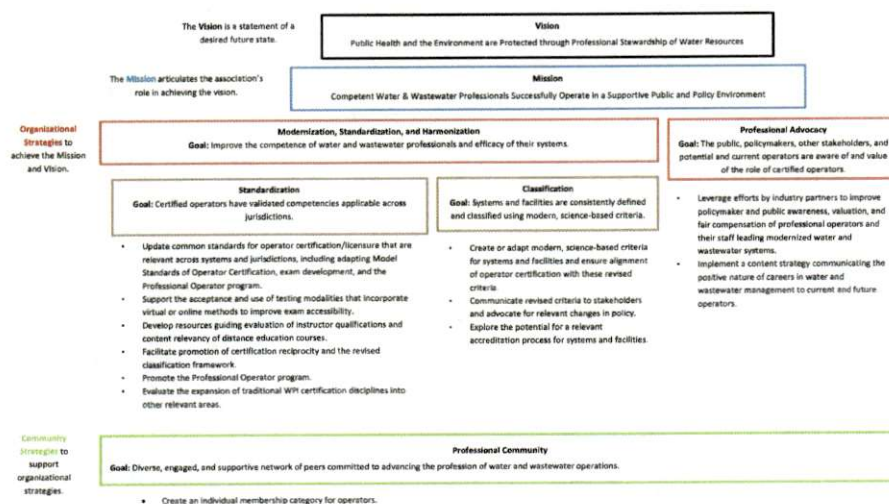 The Vision is a statement of a
desired future state.
Vision
Public Health and the Environment are Protected through Professional Stewardship of Water Resources
The Mission articulates the association's
role in achieving the vision.
Mission
Competent Water & Wastewater Professionals Successfully Operate in a Supportive Public and Policy Environment
Organizational
Strategies to
achieve the Mission
and Vision.
Modernization, Standardization, and Harmonization
Goal: Improve the competence of water and wastewater professionals and efficacy of their systems.
Professional Advocacy
Goal: The public, policymakers, other stakeholders, and
potential and current operators are aware of and value
of the role of certified operators.
Standardization
Goal: Certified operators have validated competencies applicable across
jurisdictions.
• Update common standards for operator certification/licensure that are
relevant across systems and jurisdictions, including adapting Model
Standards of Operator Certification, exam development, and the
Professional Operator program.
• Support the acceptance and use of testing modalities that incorporate
virtual or online methods to improve exam accessibility.
• Develop resources guiding evaluation of instructor qualifications and
content relevancy of distance education courses.
• Facilitate promotion of certification reciprocity and the revised
classification framework.
• Promote the Professional Operator program.
• Evaluate the expansion of traditional WPI certification disciplines into
other relevant areas.
Classification
Goal: Systems and facilities are consistently defined
and classified using modern, science-based criteria.
• Create or adapt modern, science-based criteria
for systems and facilities and ensure alignment
of operator certification with these revised
criteria.
• Communicate revised criteria to stakeholders
and advocate for relevant changes in policy.
• Explore the potential for a relevant
accreditation process for systems and facilities.
• Leverage efforts by industry partners to improve
policymaker and public awareness, valuation, and
fair compensation of professional operators and
their staff leading modernized water and
wastewater systems.
• Implement a content strategy communicating the
positive nature of careers in water and
wastewater management to current and future
operators.
Community
Strategies to
support
organizational
strategies.
Professional Community
Goal: Diverse, engaged, and supportive network of peers committed to advancing the profession of water and wastewater operations.
• Create an individual membership category for operators.